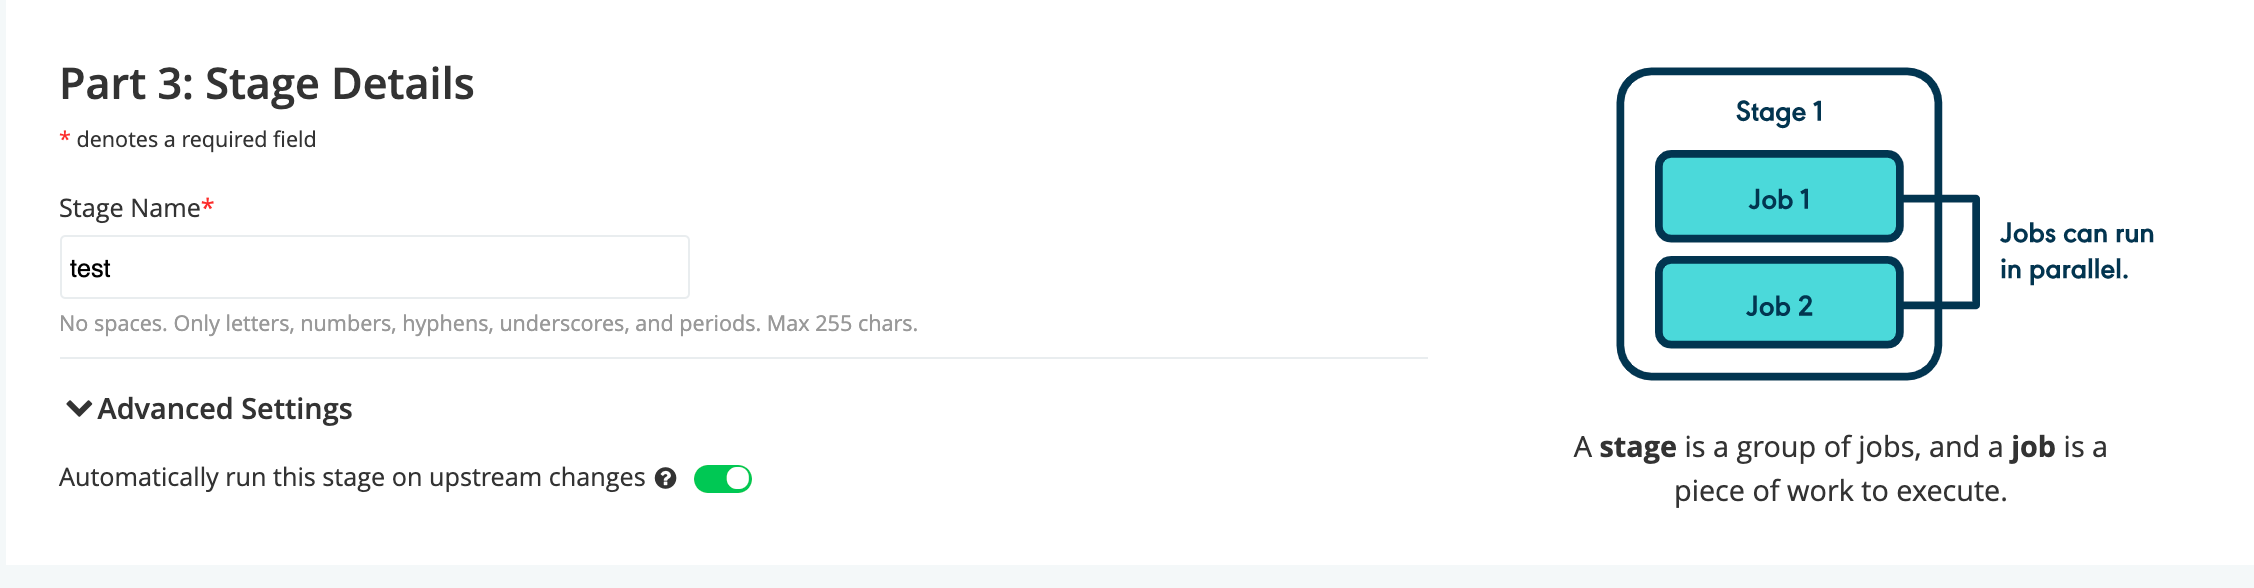 Part 3: Stage Details
* denotes a required field
Stage Name*
test
No spaces. Only letters, numbers, hyphens, underscores, and periods. Max 255 chars.
Advanced Settings
Automatically run this stage on upstream changes ?
Stage 1
Job 1
Job 2
Jobs can run
in parallel.
A stage is a group of jobs, and a job is a
piece of work to execute.